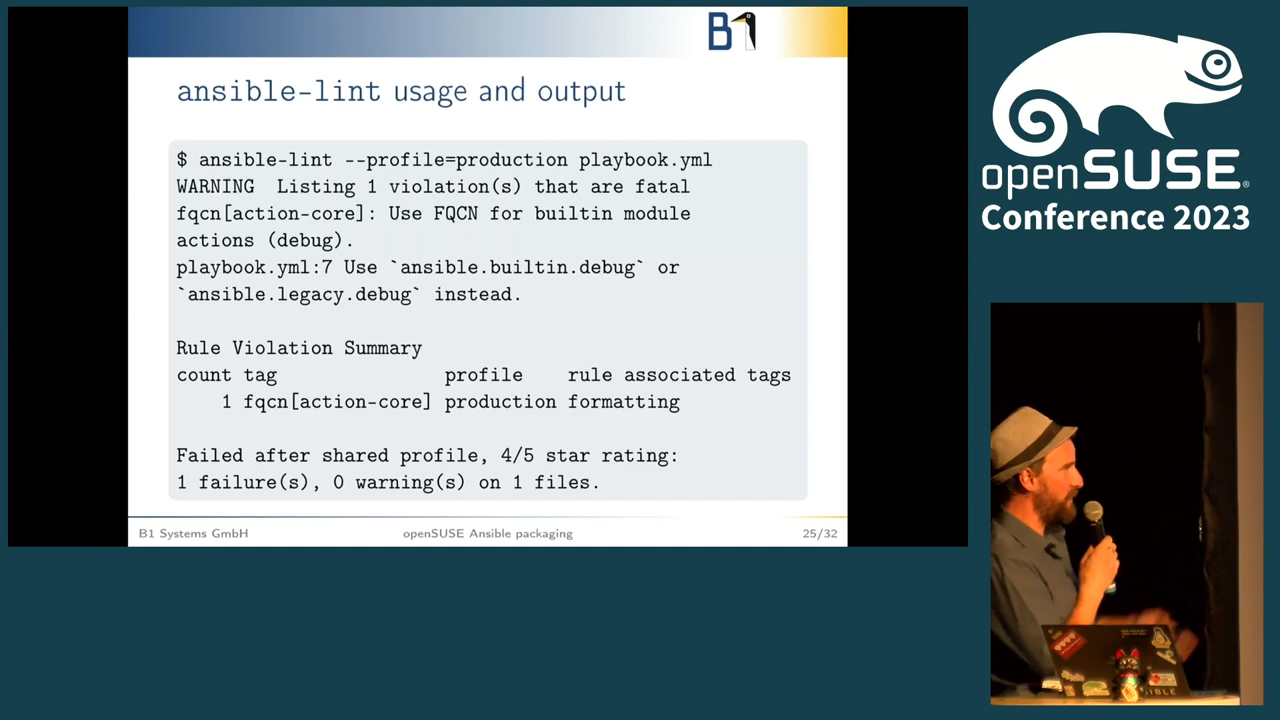 B1
ansible-lint usage and output
$ ansible-lint --profile=production playbook.yml
WARNING  Listing 1 violation(s) that are fatal
fqcn[action-core]: Use FQCN for builtin module
actions (debug).
playbook.yml:7 Use `ansible.builtin.debug` or
`ansible.legacy.debug` instead.
Rule Violation Summary
count tag               profile    rule associated tags
1 fqcn[action-core] production formatting
Failed after shared profile, 4/5 star rating:
1 failure(s), 0 warning(s) on 1 files.
B1 Systems GmbH
openSUSE Ansible packaging
25/32
openSUSE®
Conference 2023